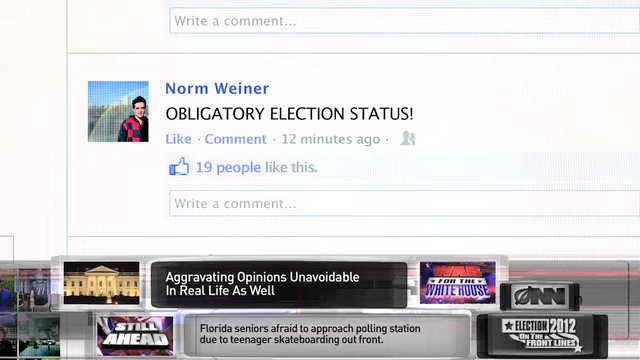 Write a comment...
Norm Weiner
OBLIGATORY ELECTION STATUS!
Like · Comment · 12 minutes ago ·
19 people like this.
Write a comment...
Aggravating Opinions Unavoidable
In Real Life As Well
WAR
FOR THE
WHITE HOUSE
ONN
STILL
AHEAD
Florida seniors afraid to approach polling station
due to teenager skateboarding out front.
ELECTION 2012
ON THE
FRONT LINES